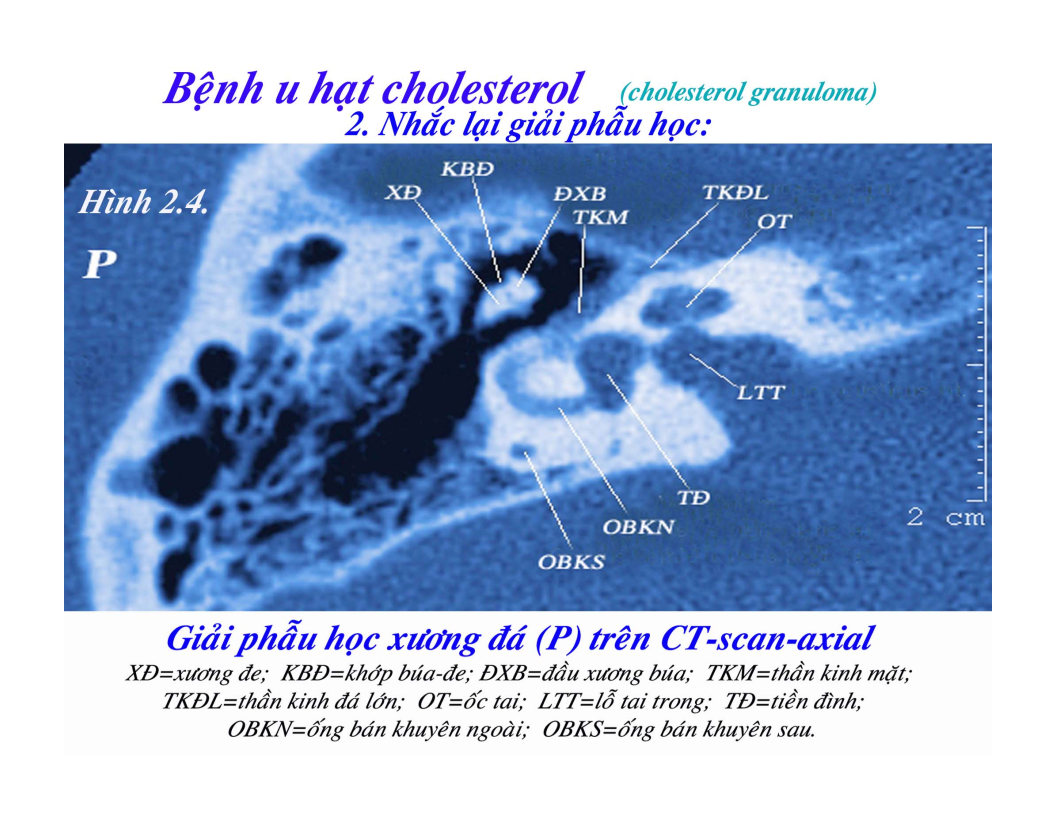 Bệnh u hạt cholesterol (cholesterol granuloma)
2. Nhắc lại giải phẫu học:
Hình 2.4.
P
KBĐ
XĐ
ĐXB
TKĐL
TKM
OT
LTT
TĐ
OBKN
OBKS
2 cm
Giải phẫu học xương đá (P) trên CT-scan-axial
XĐ=xương đe; KBĐ=khớp búa-đe; ĐXB=đầu xương búa; TKM=thần kinh mặt;
TKĐL=thần kinh đá lớn; OT=ốc tai; LTT=lỗ tai trong; TĐ=tiền đình;
OBKN=ống bán khuyên ngoài; OBKS=ống bán khuyên sau.